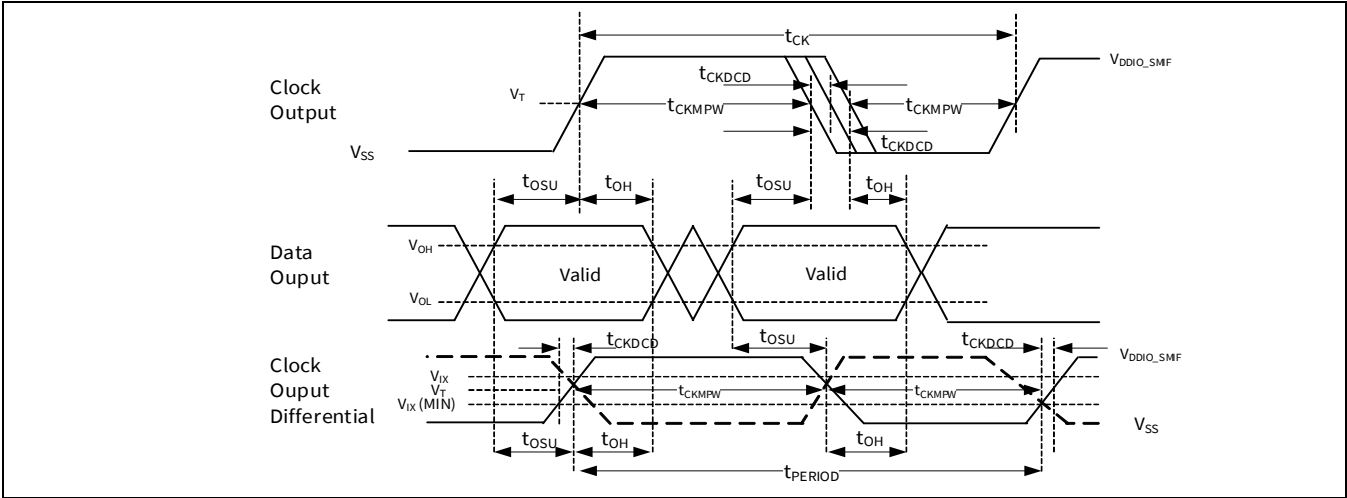 tCK
VDDIO_SMIF
tCKDCD
Clock
Output
VT
tCKMPW
tCKMPW
tCKDCD
VSS
tOSU
tOH
tOSU
tOH
Data
Ouput
VOH
Valid
Valid
VOL
tCKDCD
tOSU
tCKDCD
VDDIO_SMIF
Clock
Ouput
Differential
VIX
VT
VIX (MIN)
tCKMPW
tCKMPW
VSS
tOSU
tOH
tOH
tPERIOD